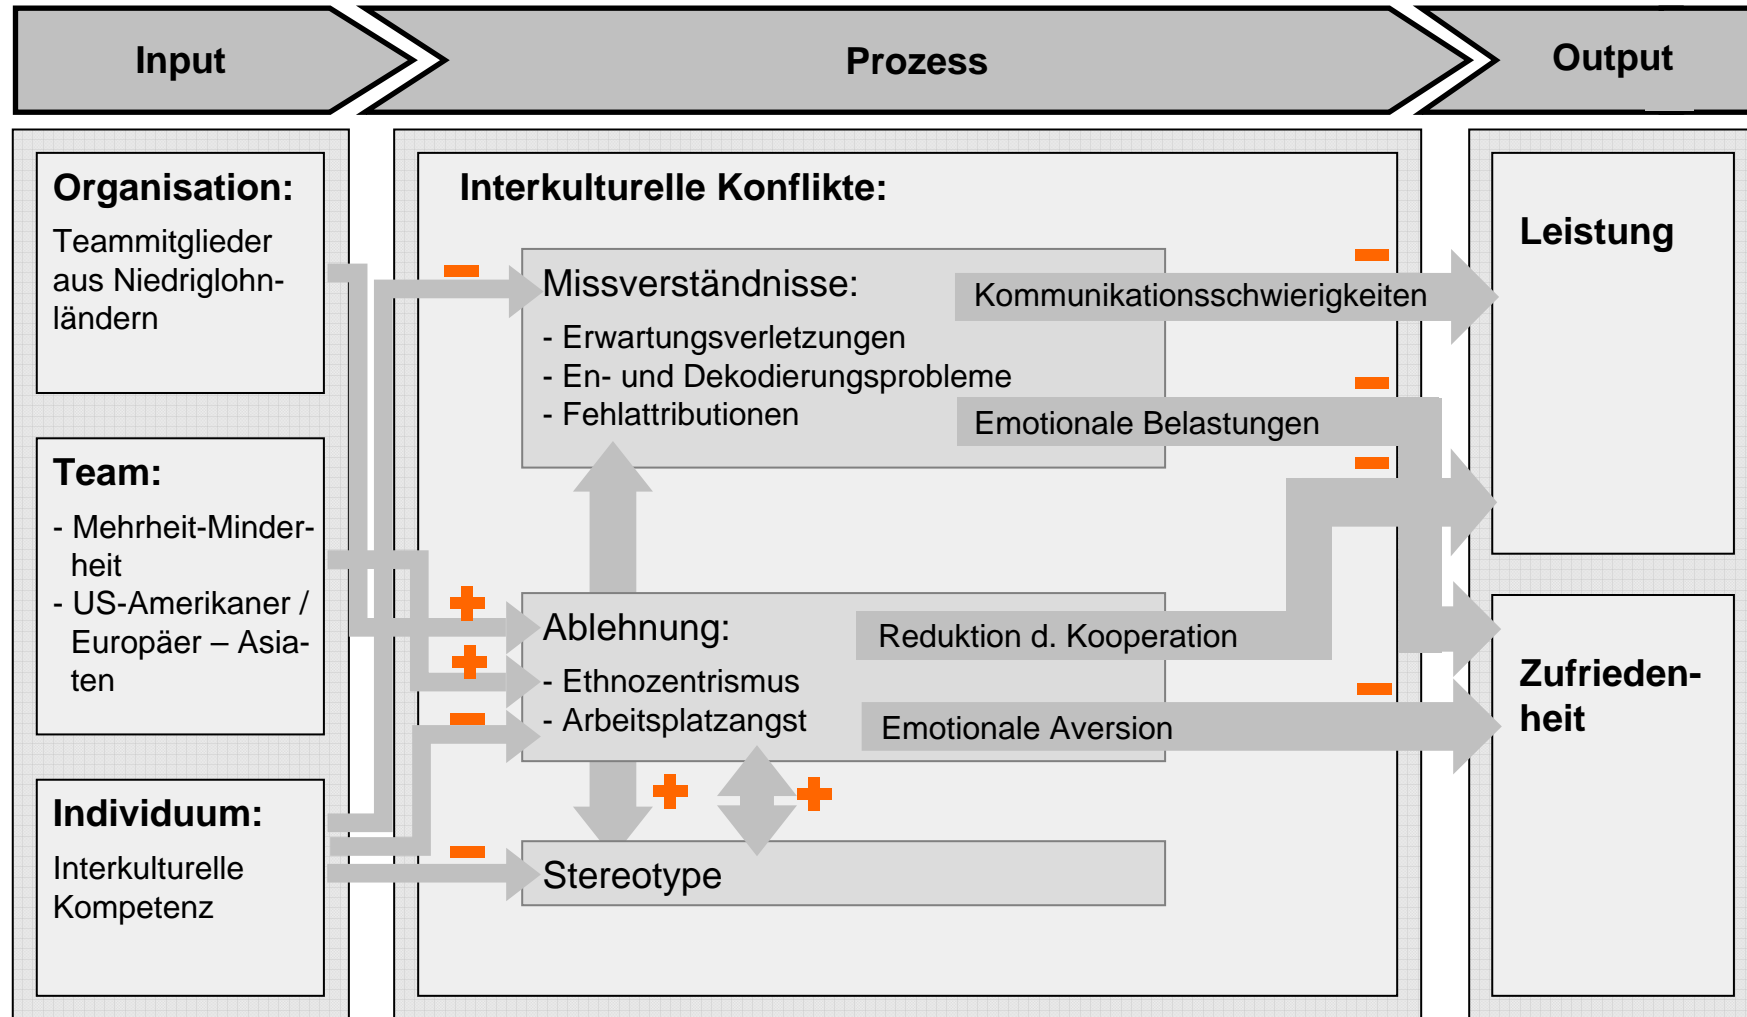 Input
Prozess
Output
Organisation:
Teammitglieder
aus Niedriglohn-
ländern
Team:
- Mehrheit-Minder-
heit
- US-Amerikaner /
Europäer – Asia-
ten
Individuum:
Interkulturelle
Kompetenz
Interkulturelle Konflikte:
Missverständnisse:
- Erwartungsverletzungen
- En- und Dekodierungsprobleme
- Fehlattributionen
Kommunikationsschwierigkeiten
Emotionale Belastungen
Ablehnung:
- Ethnozentrismus
- Arbeitsplatzangst
Reduktion d. Kooperation
Emotionale Aversion
Stereotype
Leistung
Zufrieden-
heit